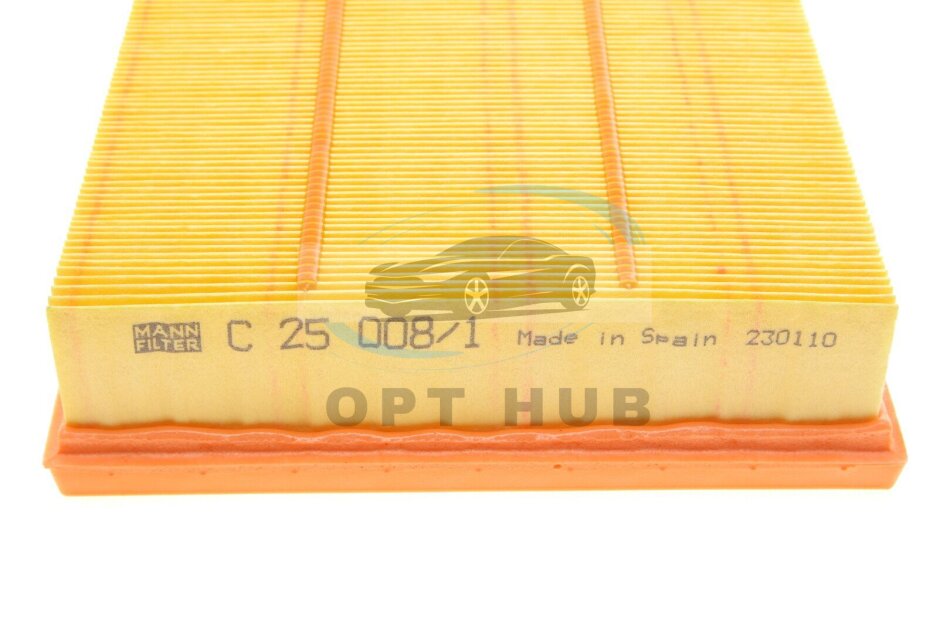 MANN FILTER C 25 008/1 Made in Spain 230110
OPT HUB